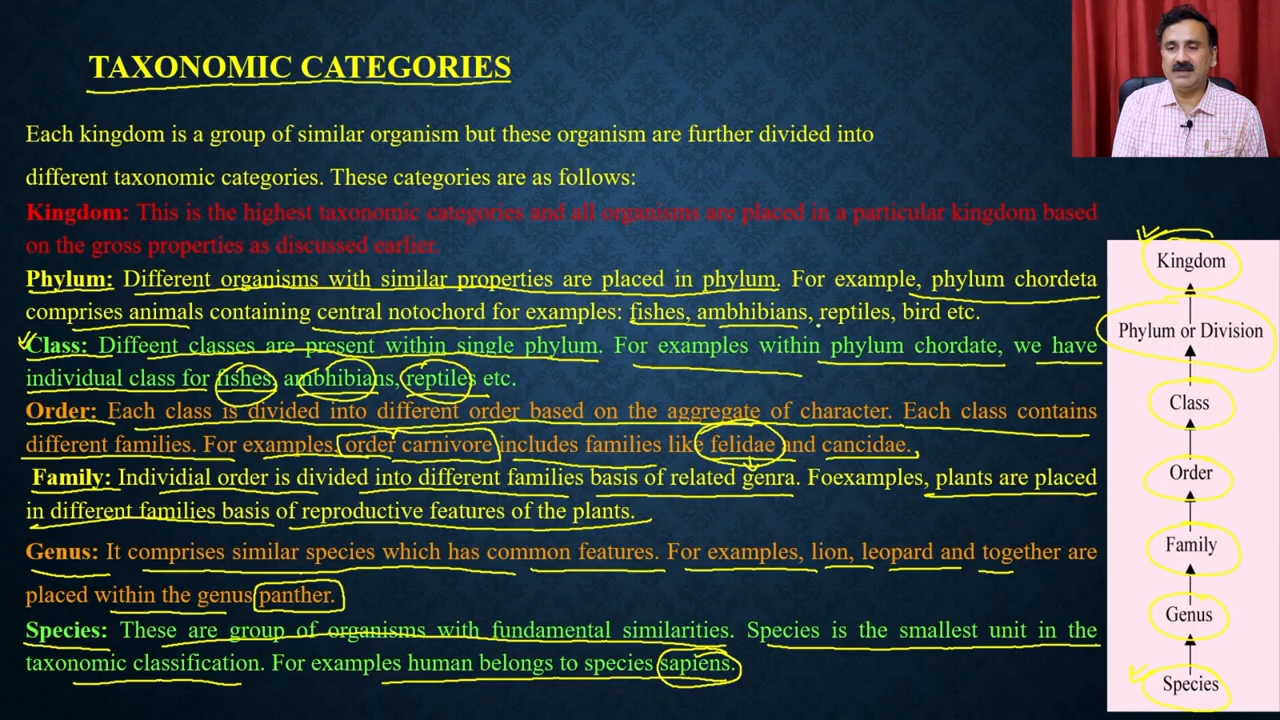 TAXONOMIC CATEGORIES
Each kingdom is a group of similar organism but these organism are further divided into
different taxonomic categories. These categories are as follows:
Kingdom: This is the highest taxonomic categories and all organisms are placed in a particular kingdom based
on the gross properties as discussed earlier.
Phylum: Different organisms with similar properties are placed in phylum. For example, phylum chordeta
comprises animals containing central notochord for examples: fishes, ambhibians, reptiles, bird etc.
Class: Diffeent classes are present within single phylum. For examples within phylum chordate, we have
individual class for fishes, ambhibians, reptiles etc.
Order: Each class is divided into different order based on the aggregate of character. Each class contains
different families. For examples, order carnivore includes families like felidae and cancidae.,
Family: Individial order is divided into different families basis of related genra. Foexamples, plants are placed
in different families basis of reproductive features of the plants.
Genus: It comprises similar species which has common features. For examples, lion, leopard and together are
placed within the genus panther.
Species: These are group of organisms with fundamental similarities. Species is the smallest unit in the
taxonomic classification. For examples human belongs to species sapiens.
Kingdom
Phylum or Division
Class
Order
Family
Genus
Species